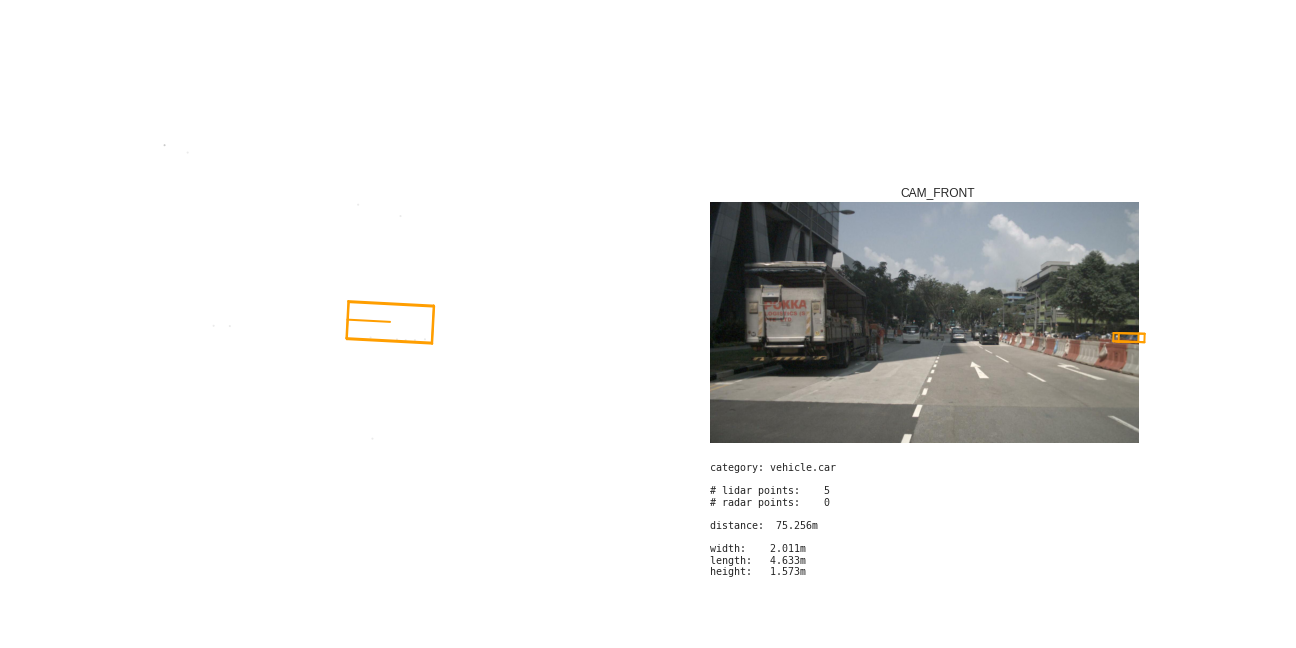 CAM_FRONT
POKKA
category: vehicle.car
# lidar points: 5
# radar points: 0
distance: 75.256m
width: 2.011m
length: 4.633m
height: 1.573m